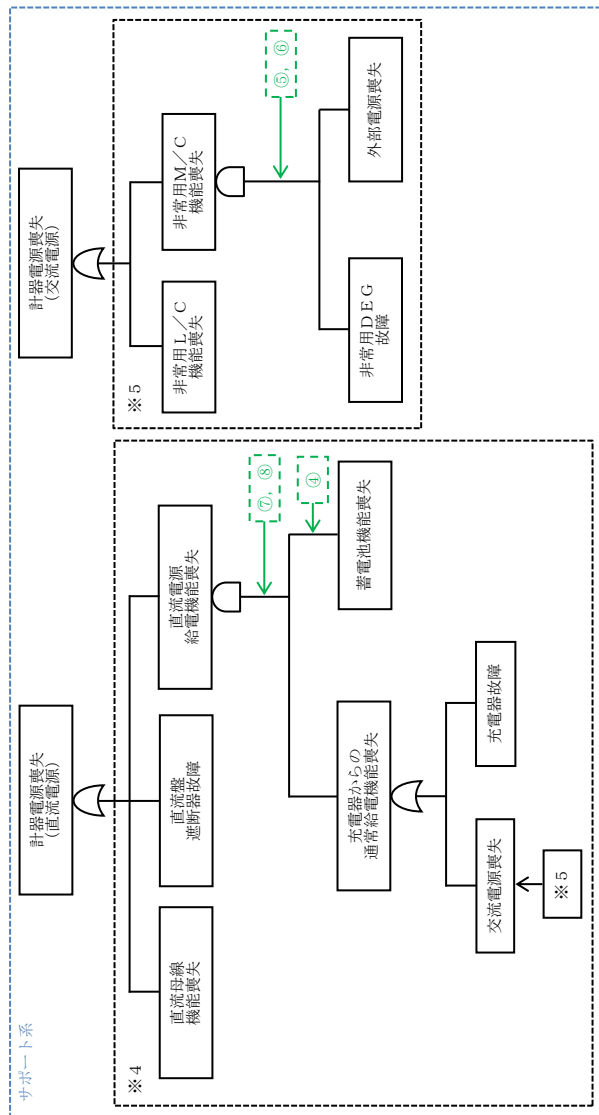 サポート系
計器電源喪失
(直流電源)
※4
直流母線
機能喪失
直流盤
遮断器故障
直流電源
給電機能喪失
⑦，⑧
④
充電器からの
通常給電機能喪失
蓄電池機能喪失
交流電源喪失
充電器故障
※5
計器電源喪失
(交流電源)
※5
非常用Ｌ／Ｃ
機能喪失
非常用Ｍ／Ｃ
機能喪失
⑤，⑥
非常用ＤＥＧ
故障
外部電源喪失